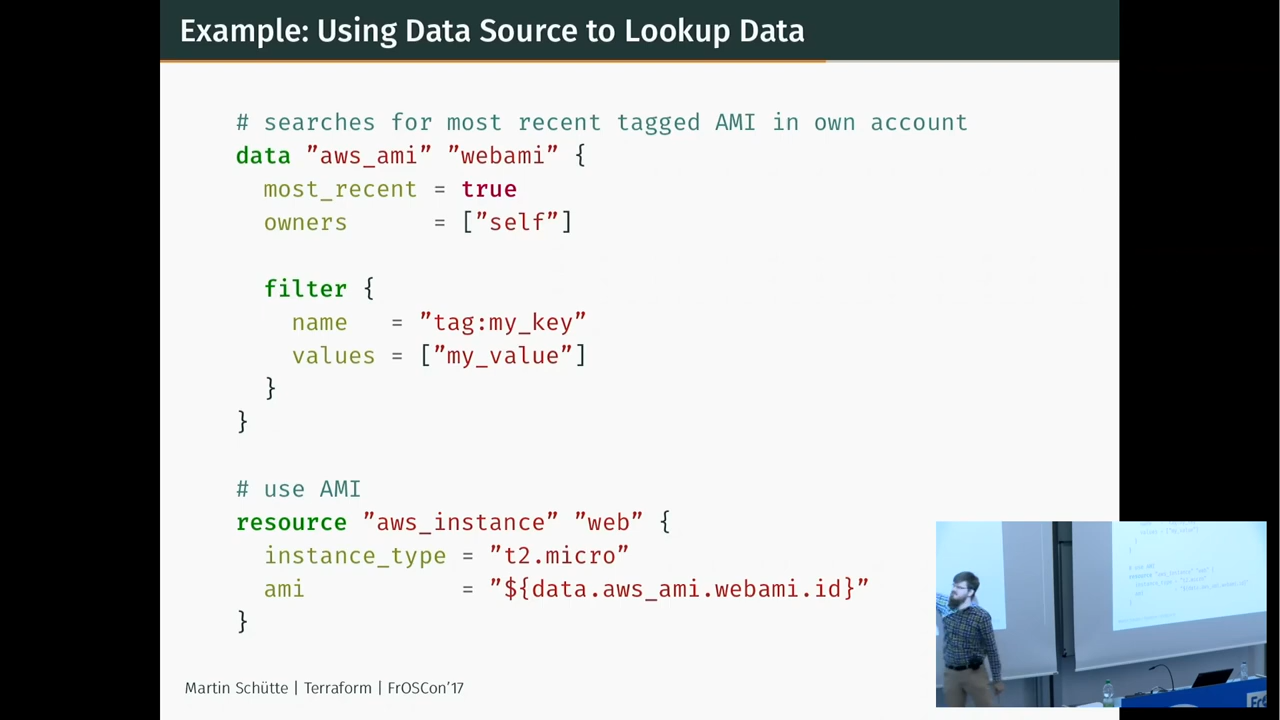 Example: Using Data Source to Lookup Data
# searches for most recent tagged AMI in own account
data ”aws_ami” ”webami” {
  most_recent = true
  owners      = [”self”]

  filter {
    name   = ”tag:my_key”
    values = [”my_value”]
  }
}

# use AMI
resource ”aws_instance” ”web” {
  instance_type = ”t2.micro”
  ami           = ”${data.aws_ami.webami.id}”
}
Martin Schütte | Terraform | FrOSCon’17